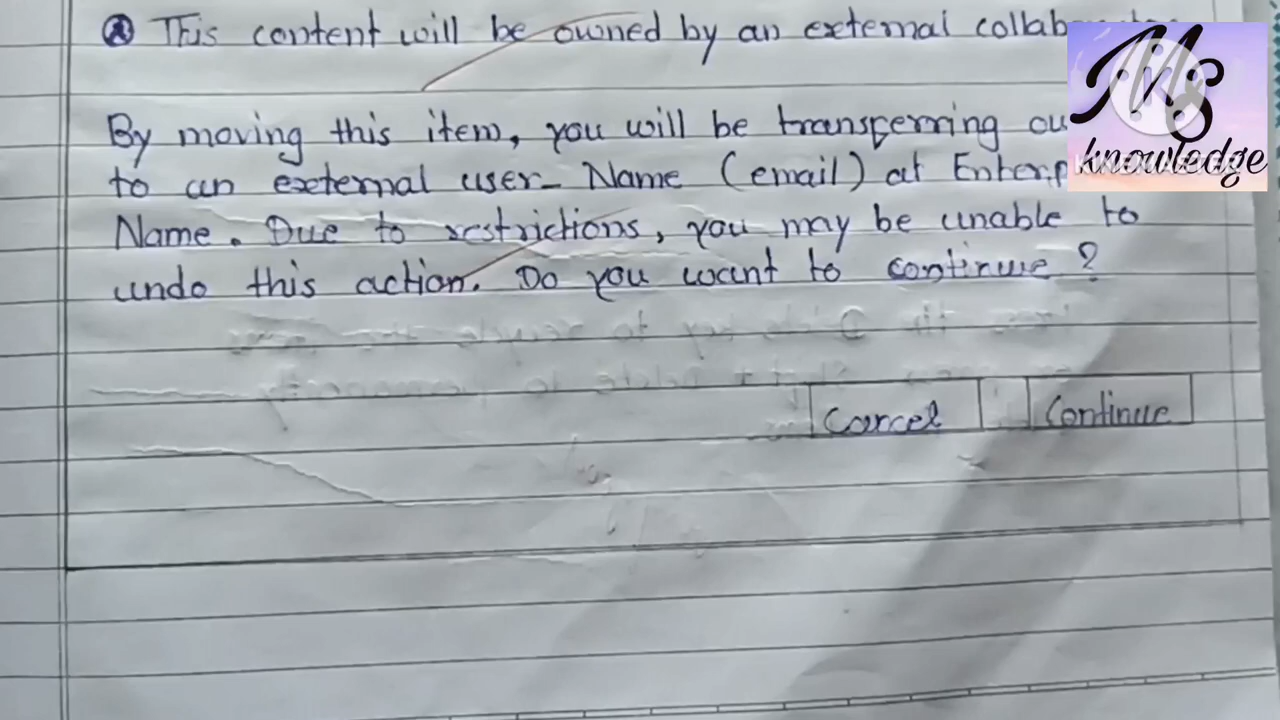 Ⓐ This content will be owned by an external collab
By moving this item, you will be transferring ow
to an external user- Name (email) at Enterp
Name. Due to restrictions, you may be unable to
undo this action. Do you want to continue?
Cancel Continue
MS
knowledge